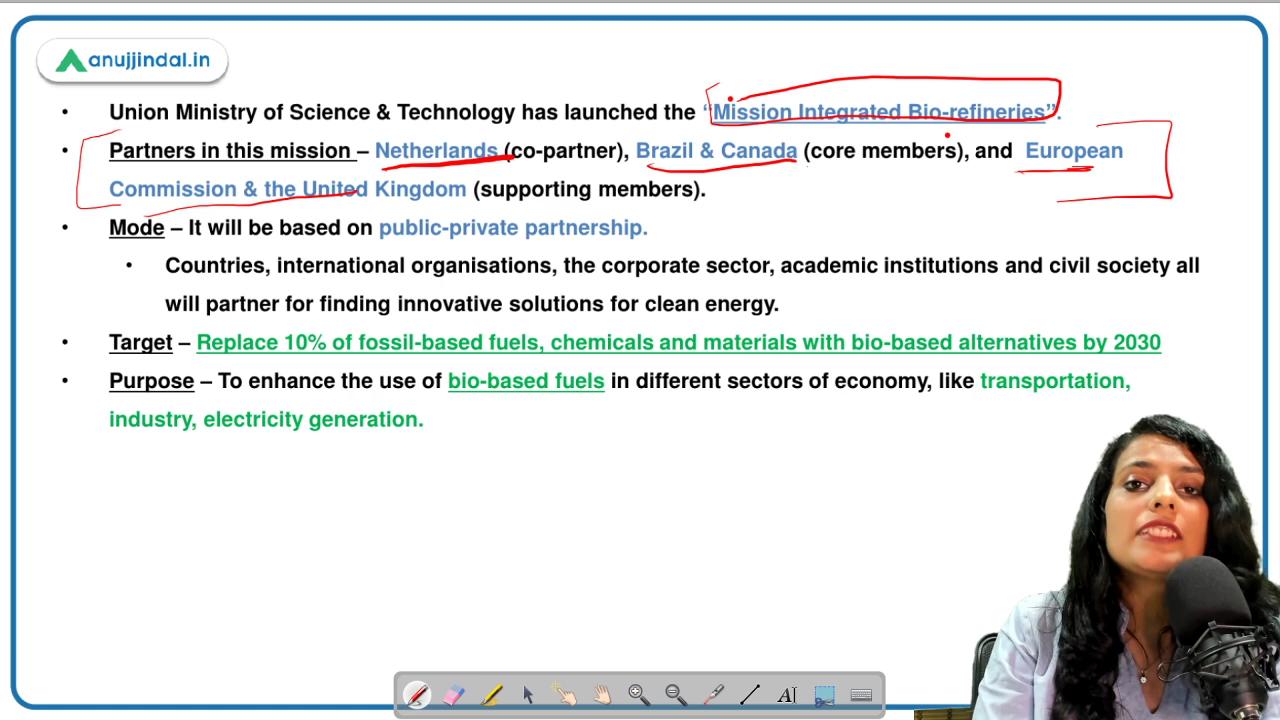 anujjindal.in
• Union Ministry of Science & Technology has launched the “Mission Integrated Bio-refineries”.
• Partners in this mission – Netherlands (co-partner), Brazil & Canada (core members), and European
Commission & the United Kingdom (supporting members).
• Mode – It will be based on public-private partnership.
• Countries, international organisations, the corporate sector, academic institutions and civil society all
will partner for finding innovative solutions for clean energy.
• Target – Replace 10% of fossil-based fuels, chemicals and materials with bio-based alternatives by 2030
• Purpose – To enhance the use of bio-based fuels in different sectors of economy, like transportation,
industry, electricity generation.